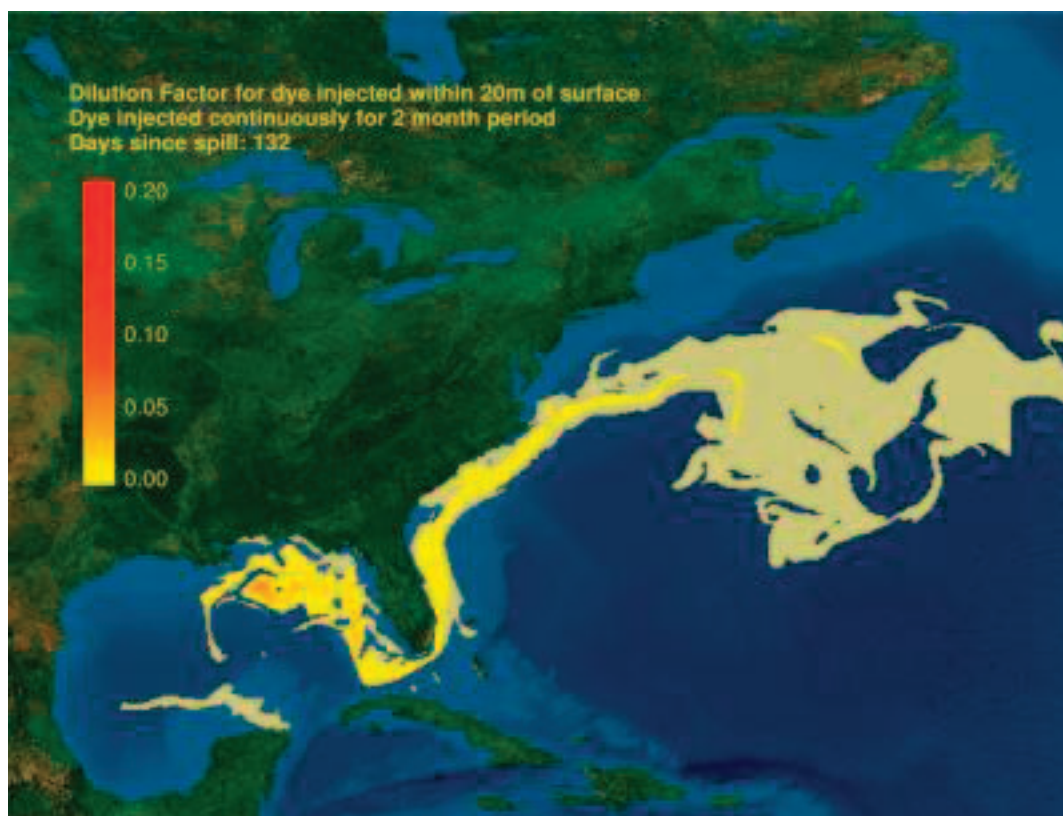 Dilution Factor for dye injected within 20m of surface
Dye injected continuously for 2 month period
Days since spill: 132
0.20
0.15
0.10
0.05
0.00